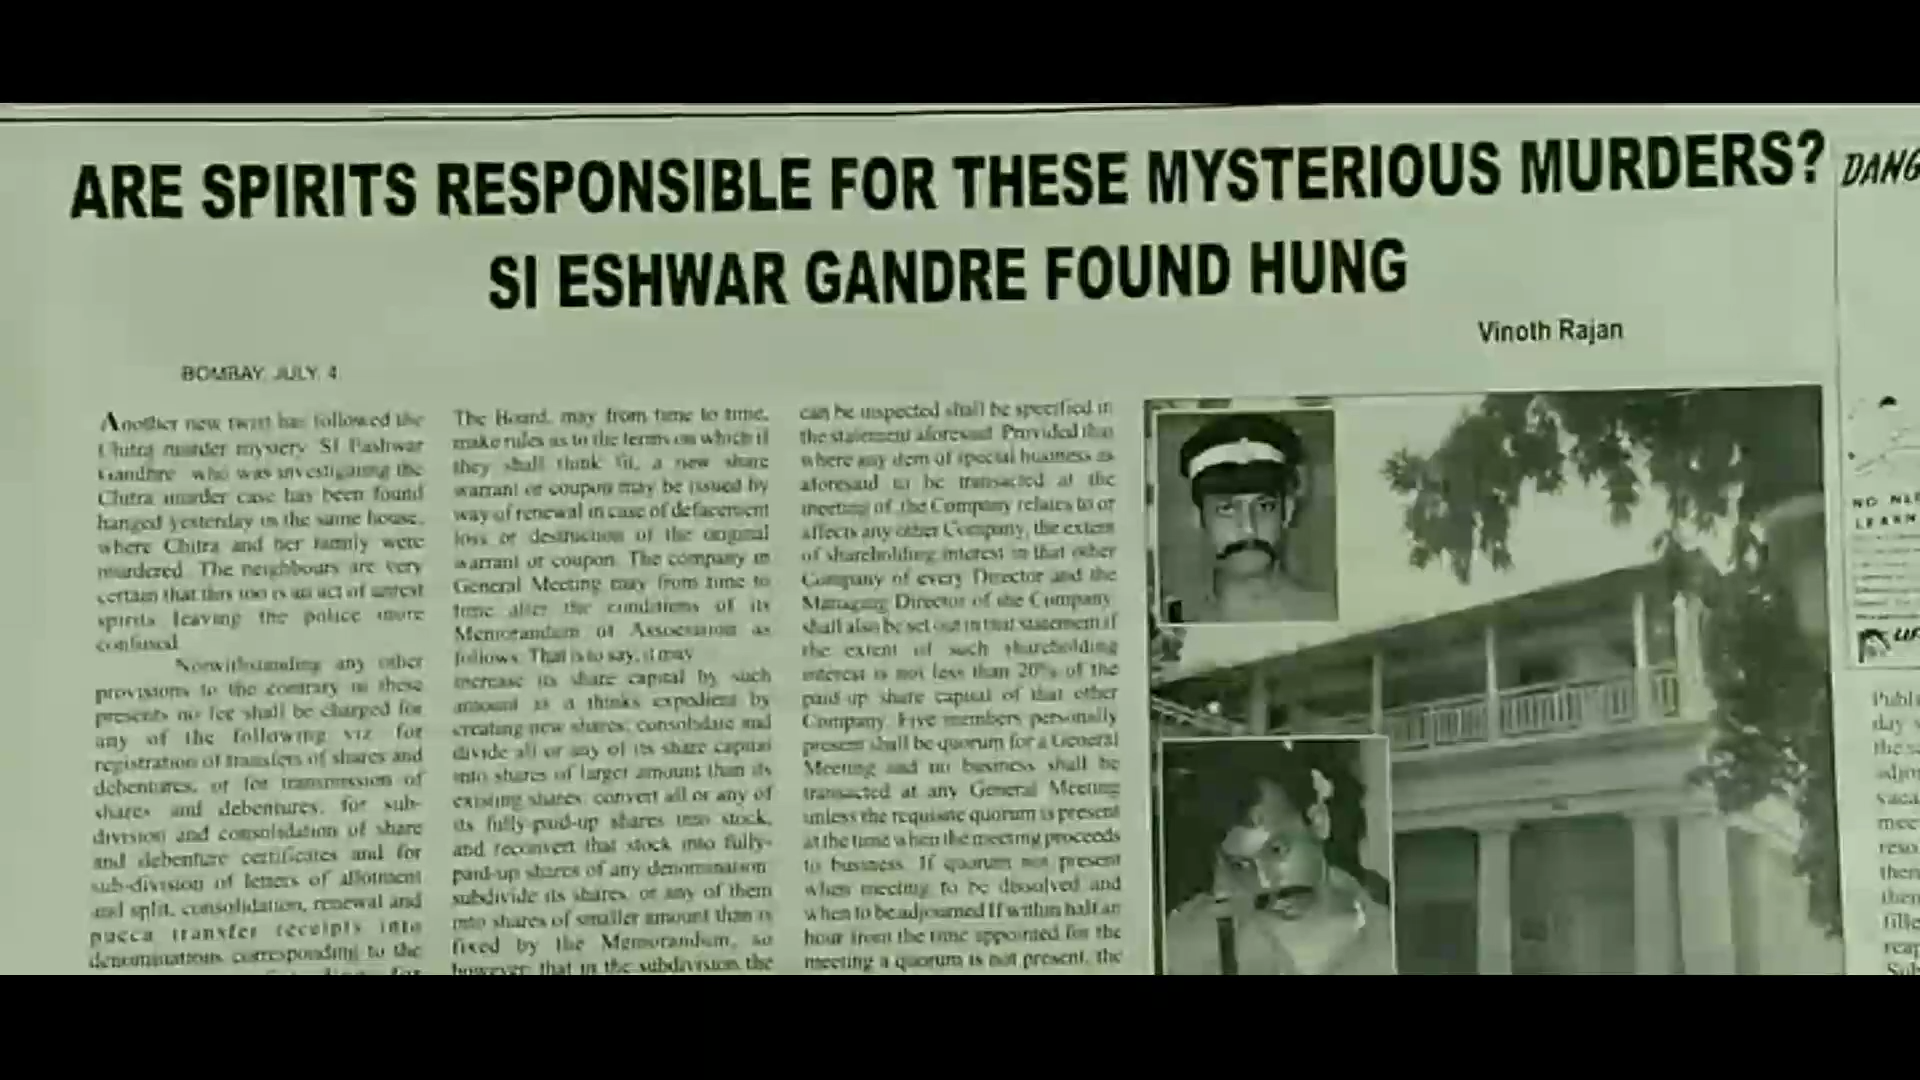 ARE SPIRITS RESPONSIBLE FOR THESE MYSTERIOUS MURDERS?
SI ESHWAR GANDRE FOUND HUNG
Vinoth Rajan
BOMBAY, JULY, 4
Another new twist has followed the
Chitra murder mystery. SI
who was investigating the
Chitra murder case has been found
hanged yesterday in the same house,
where Chitra and her family were
murdered. The neighbours are very
certain that this too is an act of unrest
spirits leaving the police more
confused.
Notwithstanding any other
provisions to the contrary in these
presents no fee shall be charged for
any of the following viz for
registration of transfers of shares and
debentures, or for transmission of
shares and debentures, for sub-
division and consolidation of share
and debenture certificates and for
sub-division of letters of allotment
and split, consolidation, renewal and
pucca transfer receipts into
denominations corresponding to the
The Board, may from time to time,
make rules as to the terms on which if
they shall think fit, a new share
warrant or coupon may be issued by
way of renewal in case of defacement
loss or destruction of the original
warrant or coupon. The company in
General Meeting may from time to
time alter the conditions of its
Memorandum of Association as
follows. That is to say, it may
increase its share capital by such
amount as it thinks expedient by
creating new shares, consolidate and
divide all or any of its share capital
into shares of larger amount than its
existing shares, convert all or any of
its fully-paid-up shares into stock,
and reconvert that stock into fully-
paid-up shares of any denomination
subdivide its shares, or any of them
into shares of smaller amount than is
fixed by the Memorandum, so
however, that in the subdivision the
can be inspected shall be specified in
the statement aforesaid. Provided that
where any item of special business as
aforesaid to be transacted at the
meeting of the Company relates to or
affects any other Company, the extent
of shareholding interest in that other
Company of every Director and the
Managing Director of the Company
shall also be set out in that statement if
the extent of such shareholding
interest is not less than 20% of the
paid-up share capital of that other
Company. Five members personally
present shall be quorum for a General
Meeting and no business shall be
transacted at any General Meeting
unless the requisite quorum is present
at the time when the meeting proceeds
to business. If quorum not present
when meeting to be dissolved and
when to be adjourned If within half an
hour from the time appointed for the
meeting a quorum is not present, the
DANG
NO
LEARN
Publi
day
the
adjo
vaca
mee
reso
then
then
fille
reap